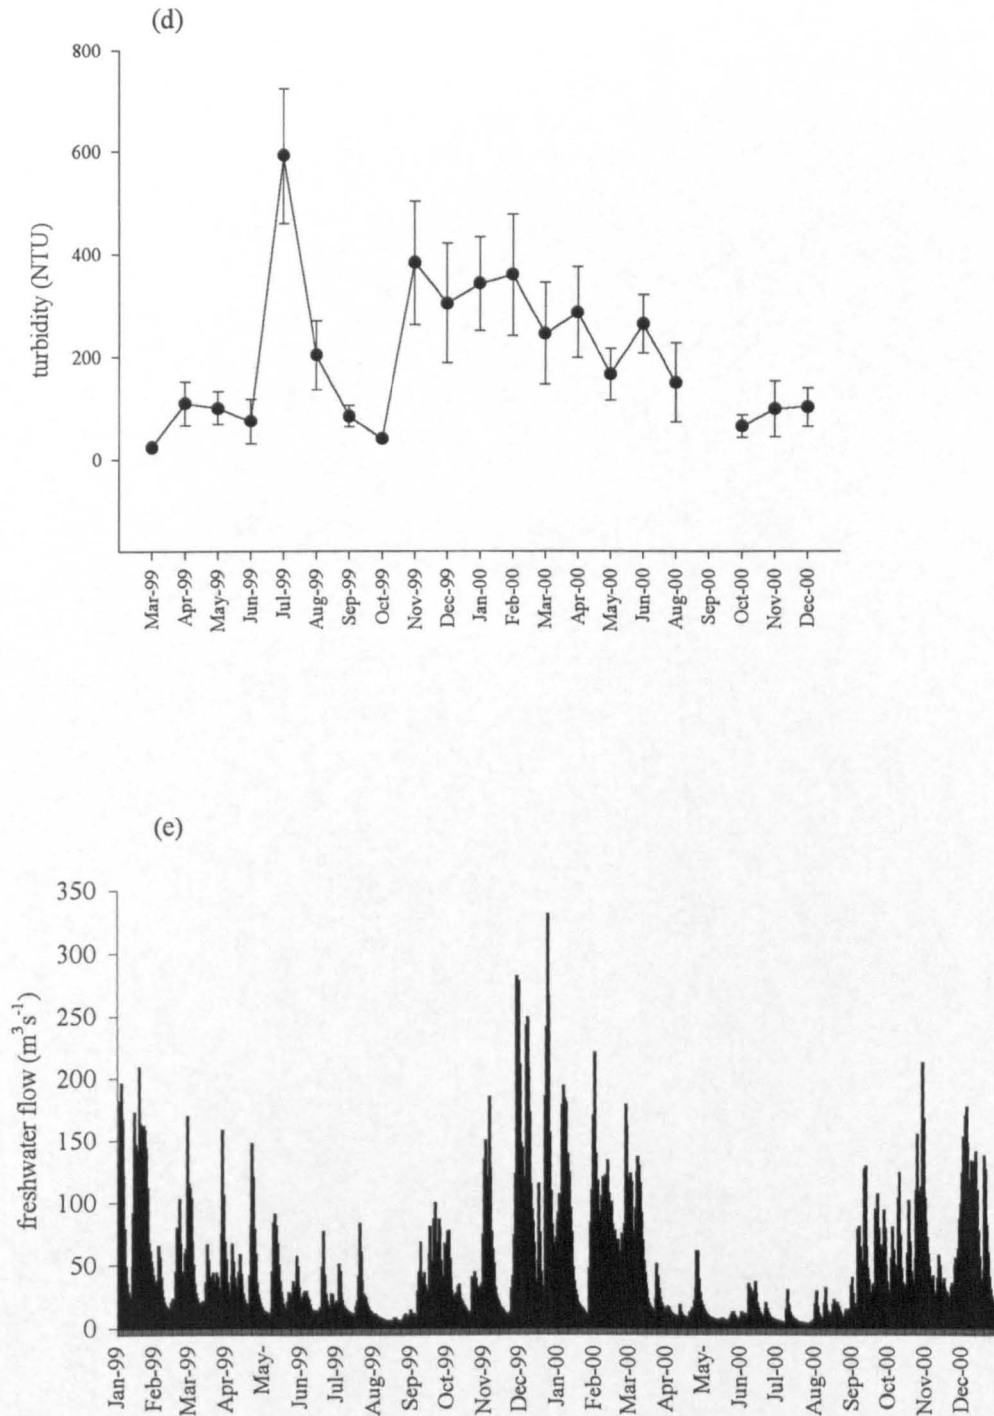 (d)
800
600
400
200
0
turbidity (NTU)
Mar-99
Apr-99
May-99
Jun-99
Jul-99
Aug-99
Sep-99
Oct-99
Nov-99
Dec-99
Jan-00
Feb-00
Mar-00
Apr-00
May-00
Jun-00
Aug-00
Sep-00
Oct-00
Nov-00
Dec-00
(e)
350
300
250
200
150
100
50
0
freshwater flow (m³s⁻¹)
Jan-99
Feb-99
Mar-99
Apr-99
May-
Jun-99
Jul-99
Aug-99
Sep-99
Oct-99
Nov-99
Dec-99
Jan-00
Feb-00
Mar-00
Apr-00
May-
Jun-00
Jul-00
Aug-00
Sep-00
Oct-00
Nov-00
Dec-00